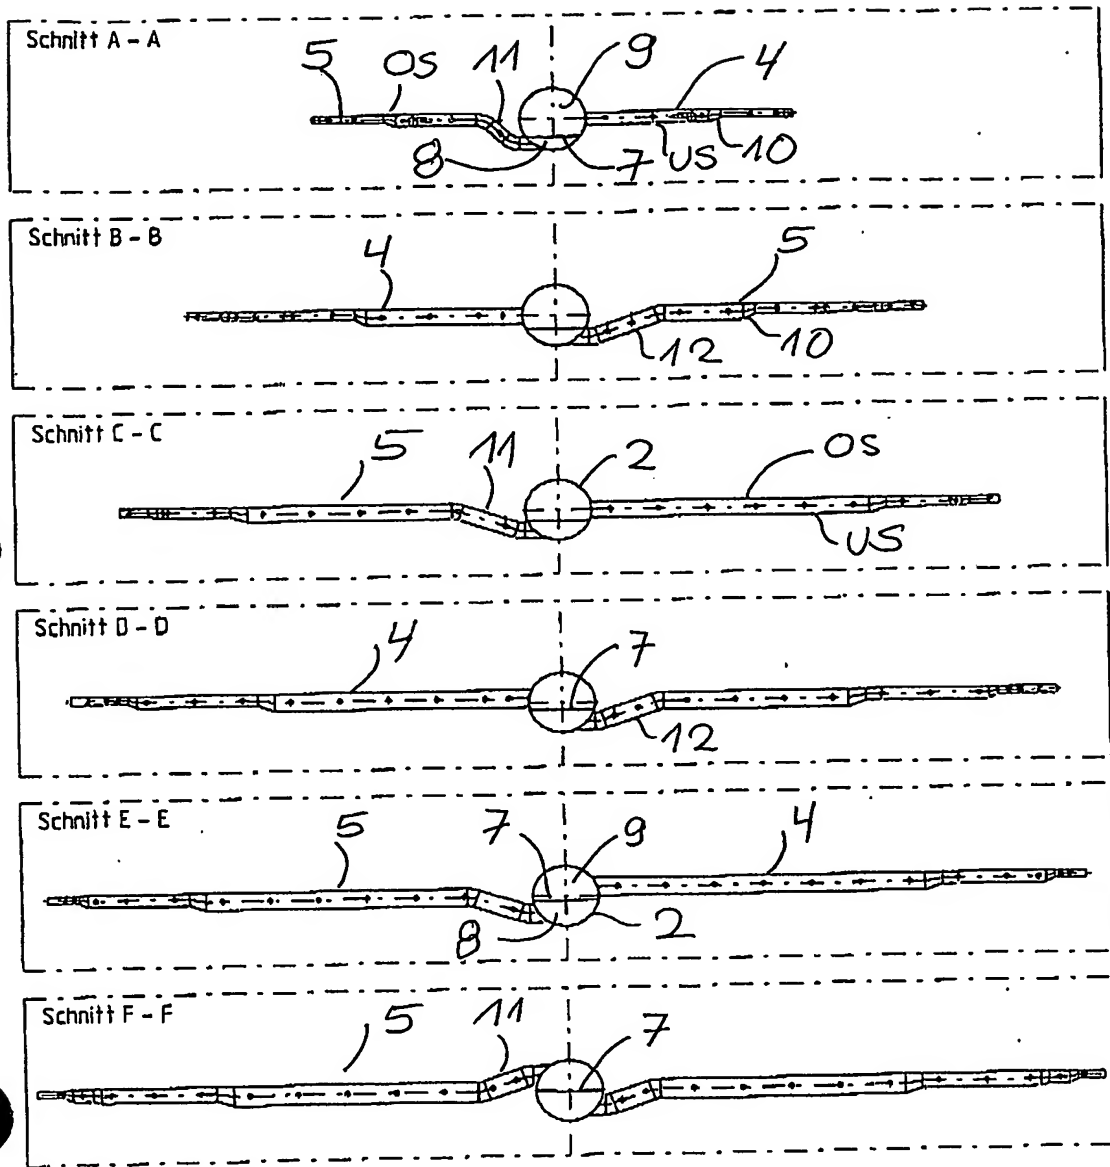 Schnitt A - A
5 OS 11 9 4
8 7 US 10
Schnitt B - B
4 5
12 10
Schnitt C - C
5 11 2 OS
US
Schnitt D - D
4 7
12
Schnitt E - E
5 7 9 4
8 2
Schnitt F - F
5 11 7